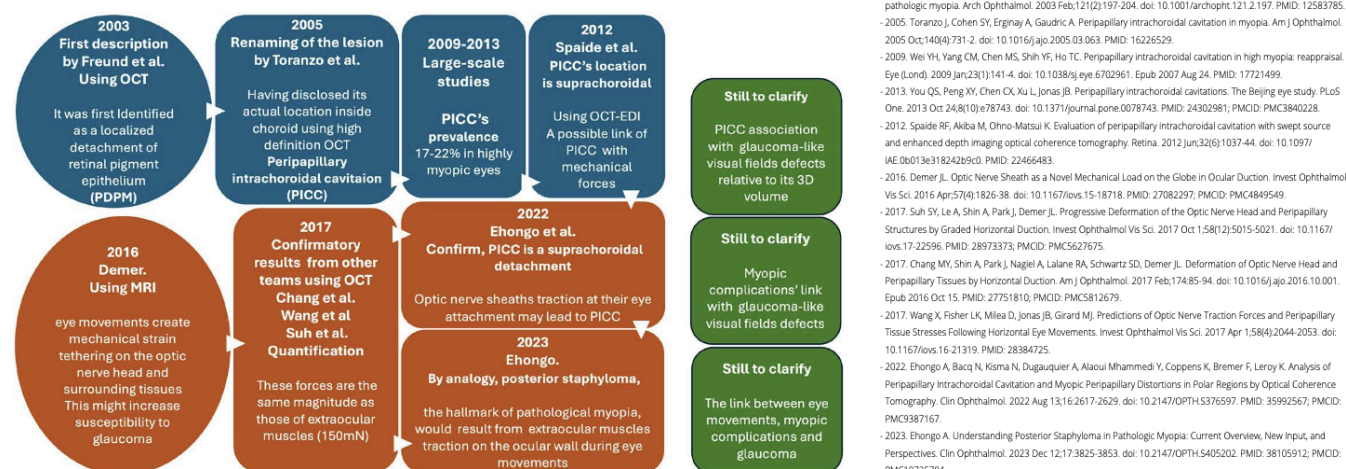 2003
First description
by Freund et al.
Using OCT
It was first Identified
as a localized
detachment of
retinal pigment
epithelium
(PDPM)
2005
Renaming of the lesion
by Toranzo et al.
Having disclosed its
actual location inside
choroid using high
definition OCT
Peripapillary
intrachoroidal cavitaion
(PICC)
2009-2013
Large-scale
studies
PICC's
prevalence
17-22% in highly
myopic eyes
2012
Spaide et al.
PICC's location
is suprachoroidal
Using OCT-EDI
A possible link of
PICC with
mechanical
forces
2016
Demer.
Using MRI
eye movements create
mechanical strain
tethering on the optic
nerve head and
surrounding tissues
This might increase
susceptibility to
glaucoma
2017
Confirmatory
results from other
teams using OCT
Chang et al.
Wang et al
Suh et al.
Quantification
These forces are the
same magnitude as
those of extraocular
muscles (150mN)
2022
Ehongo et al.
Confirm, PICC is a suprachoroidal
detachment
Optic nerve sheaths traction at their eye
attachment may lead to PICC
2023
Ehongo.
By analogy, posterior staphyloma,
the hallmark of pathological myopia,
would result from extraocular muscles
traction on the ocular wall during eye
movements
Still to clarify
PICC association
with glaucoma-like
visual fields defects
relative to its 3D
volume
Still to clarify
Myopic
complications' link
with glaucoma-like
visual fields defects
Still to clarify
The link between eye
movements, myopic
complications and
glaucoma
pathologic myopia. Arch Ophthalmol. 2003 Feb;121(2):197-204. doi: 10.1001/archopht.121.2.197. PMID: 12583785.
- 2005. Toranzo J, Cohen SY, Erginay A, Gaudric A. Peripapillary intrachoroidal cavitation in myopia. Am J Ophthalmol.
2005 Oct;140(4):731-2. doi: 10.1016/j.ajo.2005.03.063. PMID: 16226529.
- 2009. Wei YH, Yang CM, Chen MS, Shih YF, Ho TC. Peripapillary intrachoroidal cavitation in high myopia: reappraisal.
Eye (Lond). 2009 Jan;23(1):141-4. doi: 10.1038/sj.eye.6702961. Epub 2007 Aug 24. PMID: 17721499.
- 2013. You QS, Peng XY, Chen CX, Xu L, Jonas JB. Peripapillary intrachoroidal cavitations. The Beijing eye study. PLoS
One. 2013 Oct 24;8(10):e78743. doi: 10.1371/journal.pone.0078743. PMID: 24302981; PMCID: PMC3840228.
- 2012. Spaide RF, Akiba M, Ohno-Matsui K. Evaluation of peripapillary intrachoroidal cavitation with swept source
and enhanced depth imaging optical coherence tomography. Retina. 2012 Jun;32(6):1037-44. doi: 10.1097/
IAE.0b013e318242b9c0. PMID: 22466483.
- 2016. Demer JL. Optic Nerve Sheath as a Novel Mechanical Load on the Globe in Ocular Duction. Invest Ophthalmol
Vis Sci. 2016 Apr;57(4):1826-38. doi: 10.1167/iovs.15-18718. PMID: 27082297; PMCID: PMC4849549.
- 2017. Suh SY, Le A, Shin A, Park J, Demer JL. Progressive Deformation of the Optic Nerve Head and Peripapillary
Structures by Graded Horizontal Duction. Invest Ophthalmol Vis Sci. 2017 Oct 1;58(12):5015-5021. doi: 10.1167/
iovs.17-22596. PMID: 28973373; PMCID: PMC5627675.
- 2017. Chang MY, Shin A, Park J, Nagiel A, Lalane RA, Schwartz SD, Demer JL. Deformation of Optic Nerve Head and
Peripapillary Tissues by Horizontal Duction. Am J Ophthalmol. 2017 Feb;174:85-94. doi: 10.1016/j.ajo.2016.10.001.
Epub 2016 Oct 15. PMID: 27751810; PMCID: PMC5812679.
- 2017. Wang X, Fisher LK, Milea D, Jonas JB, Girard MJ. Predictions of Optic Nerve Traction Forces and Peripapillary
Tissue Stresses Following Horizontal Eye Movements. Invest Ophthalmol Vis Sci. 2017 Apr 1;58(4):2044-2053. doi:
10.1167/iovs.16-21319. PMID: 28384725.
- 2022. Ehongo A, Bacq N, Kisma N, Dugauquier A, Alaoui Mhammedi Y, Coppens K, Bremer F, Leroy K. Analysis of
Peripapillary Intrachoroidal Cavitation and Myopic Peripapillary Distortions in Polar Regions by Optical Coherence
Tomography. Clin Ophthalmol. 2022 Aug 13;16:2617-2629. doi: 10.2147/OPTH.S376597. PMID: 35992567; PMCID:
PMC9387167.
- 2023. Ehongo A. Understanding Posterior Staphyloma in Pathologic Myopia: Current Overview, New Input, and
Perspectives. Clin Ophthalmol. 2023 Dec 12;17:3825-3853. doi: 10.2147/OPTH.S405202. PMID: 38105912; PMCID: